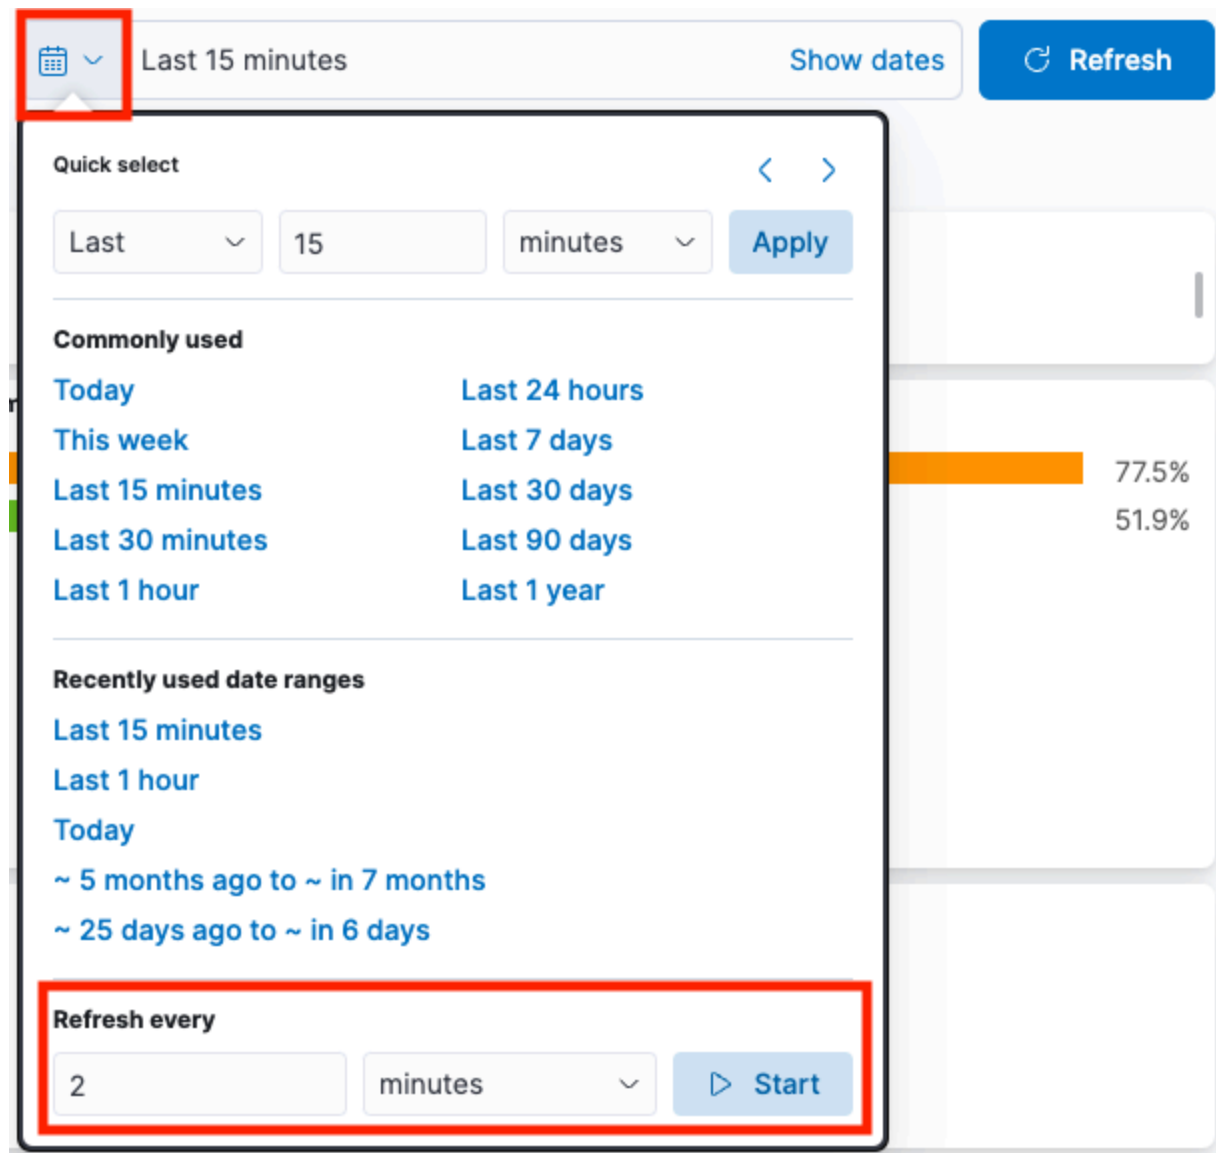 Last 15 minutes Show dates Refresh
Quick select
Last 15 minutes Apply
Commonly used
Today Last 24 hours
This week Last 7 days
Last 15 minutes Last 30 days
Last 30 minutes Last 90 days
Last 1 hour Last 1 year
77.5%
51.9%
Recently used date ranges
Last 15 minutes
Last 1 hour
Today
~ 5 months ago to ~ in 7 months
~ 25 days ago to ~ in 6 days
Refresh every
2 minutes Start